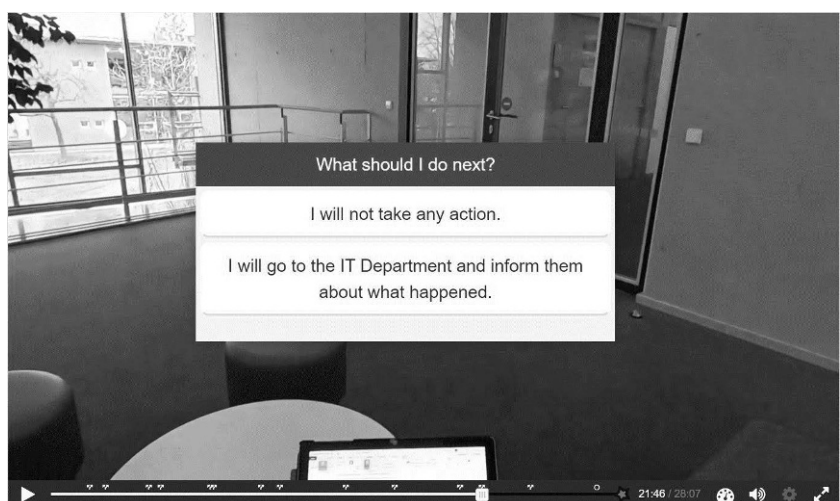 What should I do next?
I will not take any action.
I will go to the IT Department and inform them
about what happened.
21:46 / 28:07